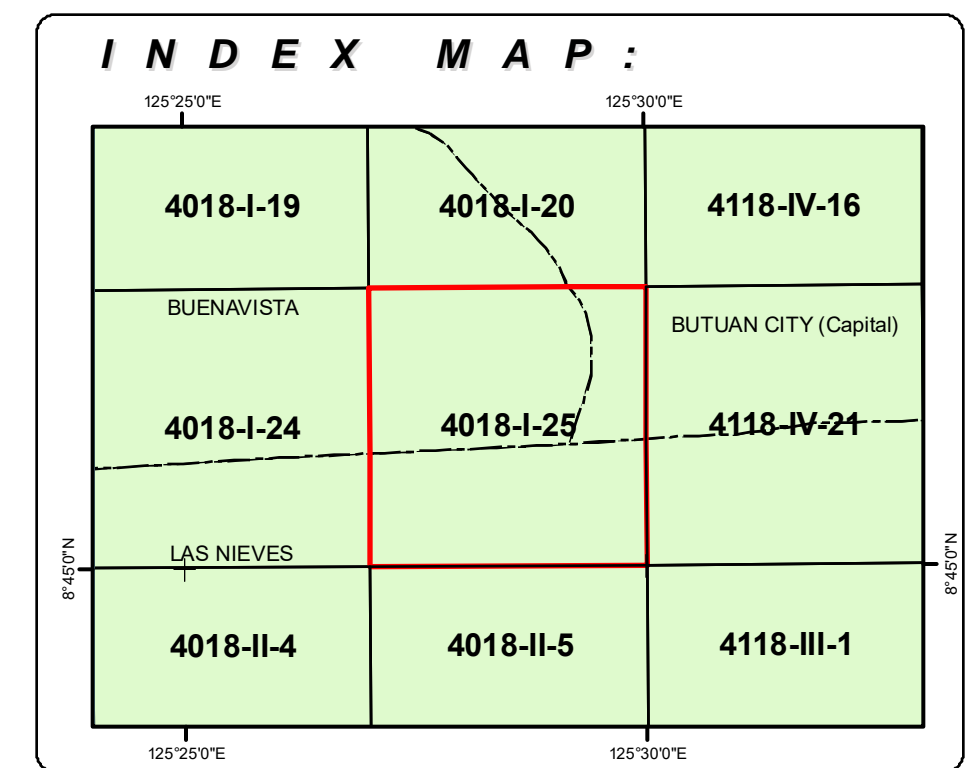 INDEX MAP:
125°25'0"E 125°30'0"E
4018-I-19 4018-I-20 4118-IV-16
BUENAVISTA
BUTUAN CITY (Capital)
4018-I-24 4018-I-25 4118-IV-21
8°45'0"N LAS NIEVES 8°45'0"N
4018-II-4 4018-II-5 4118-III-1
125°25'0"E 125°30'0"E